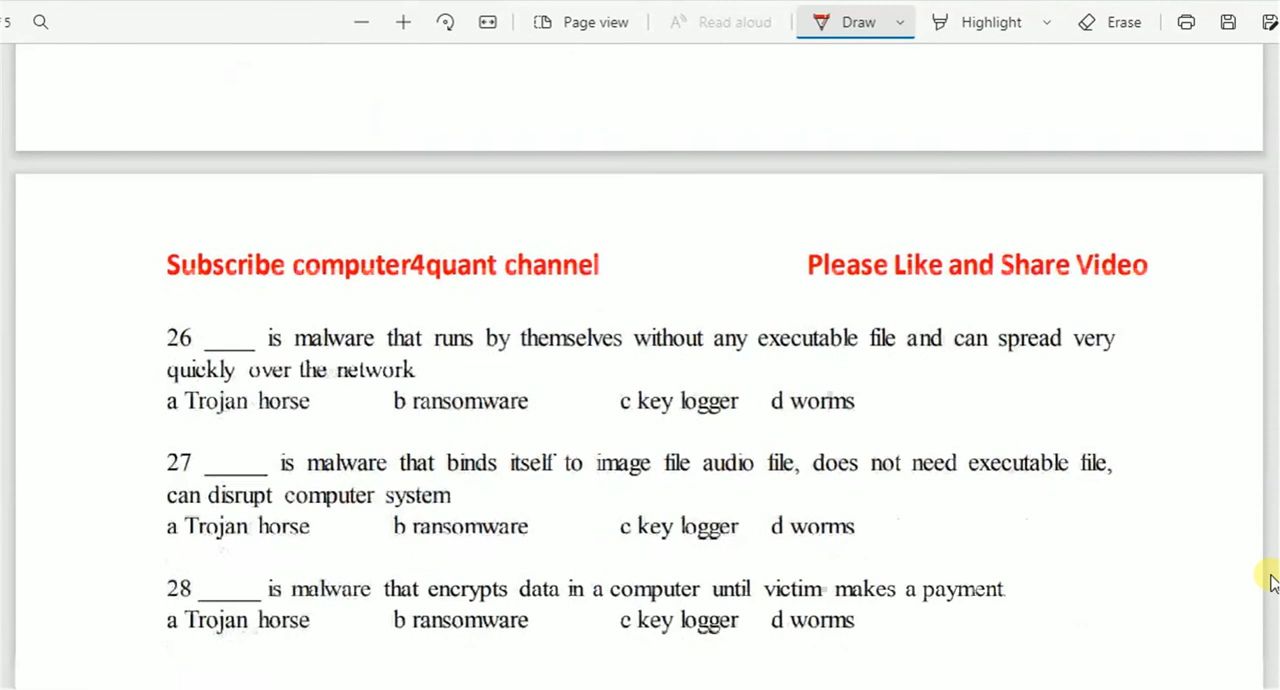 5
Page view
Read aloud
Draw
Highlight
Erase
Subscribe computer4quant channel Please Like and Share Video
26 ____ is malware that runs by themselves without any executable file and can spread very
quickly over the network
a Trojan horse b ransomware c key logger d worms
27 _____ is malware that binds itself to image file audio file, does not need executable file,
can disrupt computer system
a Trojan horse b ransomware c key logger d worms
28 _____ is malware that encrypts data in a computer until victim makes a payment.
a Trojan horse b ransomware c key logger d worms